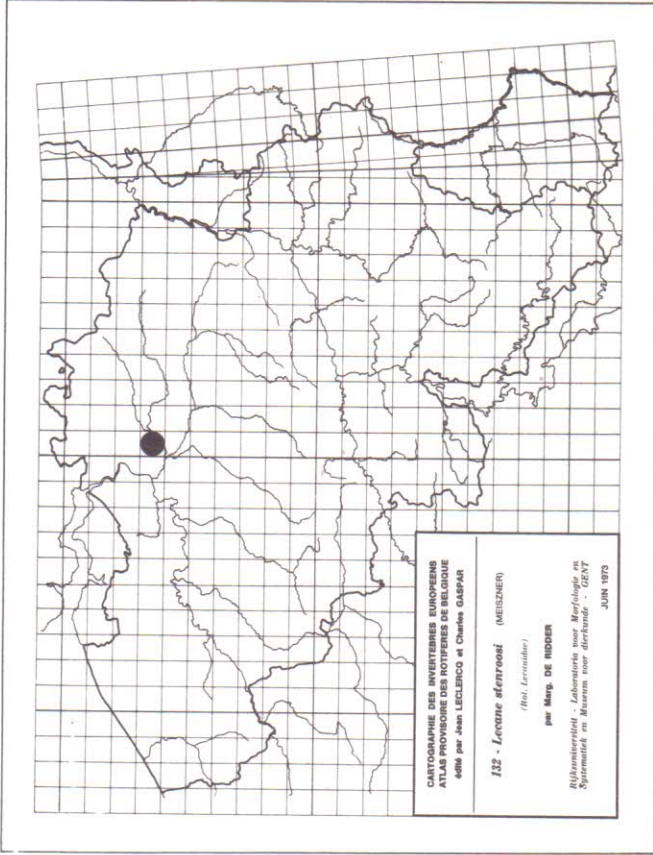 CARTOGRAPHIE DES INVERTEBRES EUROPEENS
ATLAS PROVISOIRE DES ROTIFERES DE BELGIQUE
édité par Jean LECLERCQ et Charles GASPAR
132 - Lecane stenroosi (MEISZNER)
(Rot. Lecanidae)
par Marg. DE RIDDER
Rijksuniversiteit - Laboratoria voor Morfologie en
Systematiek en Museum voor dierkunde - GENT
JUIN 1973